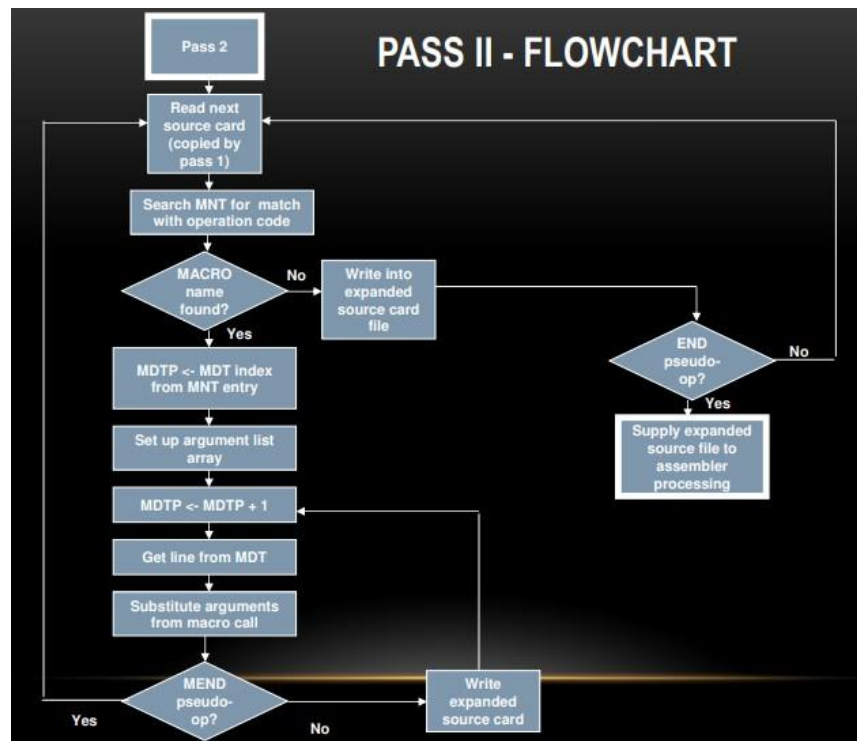 Pass 2
PASS II - FLOWCHART
Read next
source card
(copied by
pass 1)
Search MNT for match
with operation code
MACRO
name
found?
No
Write into
expanded
source card
file
Yes
END
pseudo-
op?
No
Yes
MDTP <- MDT index
from MNT entry
Set up argument list
array
Supply expanded
source file to
assembler
processing
MDTP <- MDTP + 1
Get line from MDT
Substitute arguments
from macro call
MEND
pseudo-
op?
Yes
No
Write
expanded
source card